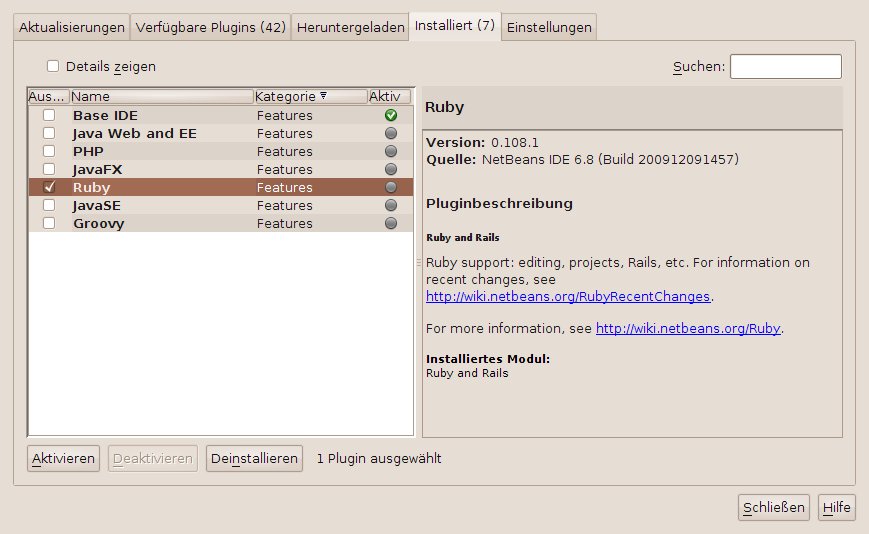 Aktualisierungen Verfügbare Plugins (42) Heruntergeladen Installiert (7) Einstellungen
Details zeigen Suchen:
Aus... Name Kategorie Aktiv
Base IDE Features
Java Web and EE Features
PHP Features
JavaFX Features
Ruby Features
JavaSE Features
Groovy Features
Ruby
Version: 0.108.1
Quelle: NetBeans IDE 6.8 (Build 200912091457)
Pluginbeschreibung
Ruby and Rails
Ruby support: editing, projects, Rails, etc. For information on
recent changes, see
http://wiki.netbeans.org/RubyRecentChanges.
For more information, see http://wiki.netbeans.org/Ruby.
Installiertes Modul:
Ruby and Rails
Aktivieren Deaktivieren Deinstallieren 1 Plugin ausgewählt
Schließen Hilfe